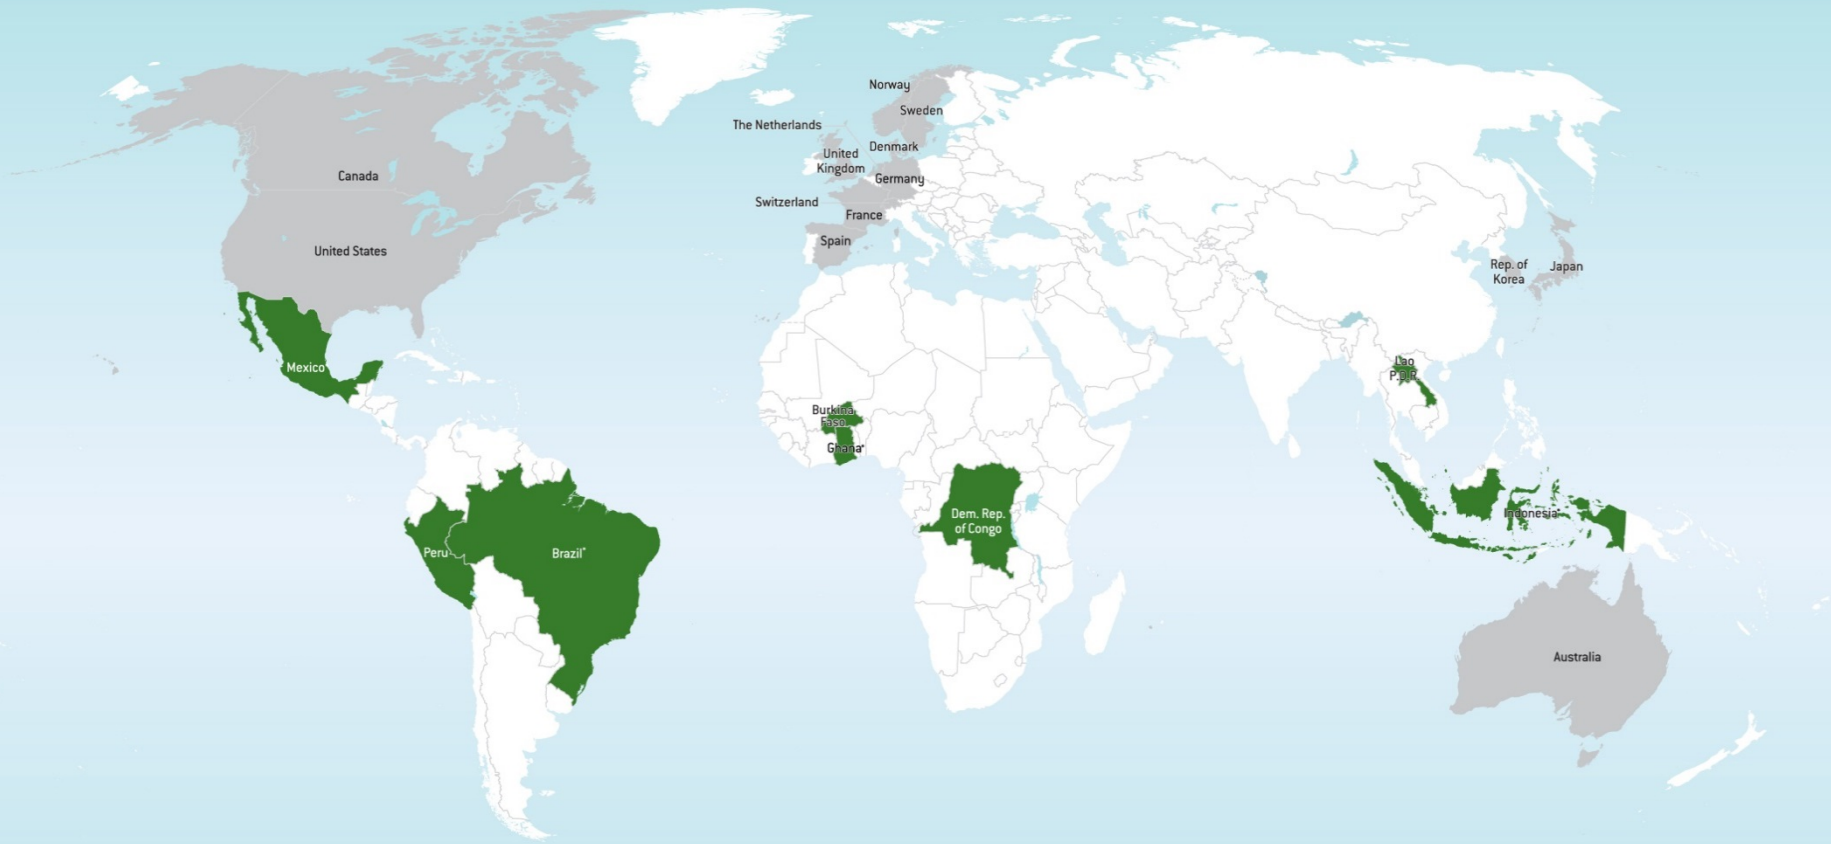 Norway
Sweden
The Netherlands
Denmark
United
Kingdom
Canada
Germany
Switzerland
France
Spain
United States
Rep. of
Korea
Japan
Mexico
Lao
P.D.R.
Burkina
Faso
Ghana*
Dem. Rep.
of Congo
Indonesia*
Peru
Brazil*
Australia